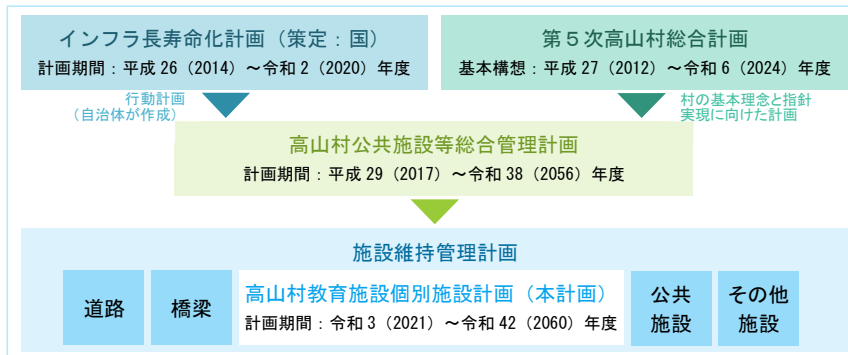 インフラ長寿命化計画（策定：国）
計画期間：平成 26（2014）～令和 2（2020）年度
第５次高山村総合計画
基本構想：平成 27（2012）～令和 6（2024）年度
行動計画
（自治体が作成）
村の基本理念と指針
実現に向けた計画
高山村公共施設等総合管理計画
計画期間：平成 29（2017）～令和 38（2056）年度
施設維持管理計画
道路
橋梁
高山村教育施設個別施設計画（本計画）
計画期間：令和 3（2021）～令和 42（2060）年度
公共
施設
その他
施設